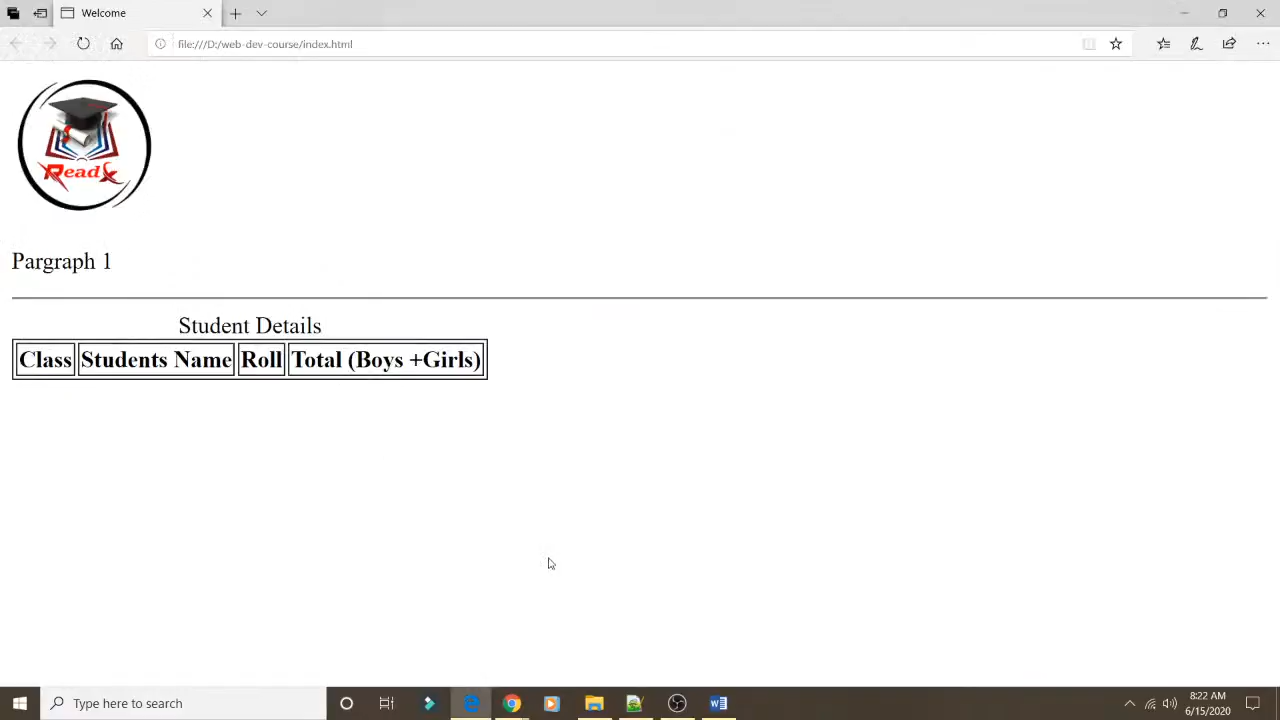 Welcome
file:///D:/web-dev-course/index.html
ReadX
Pargraph 1
Student Details
Class Students Name Roll Total (Boys +Girls)
Type here to search
8:22 AM
6/15/2020